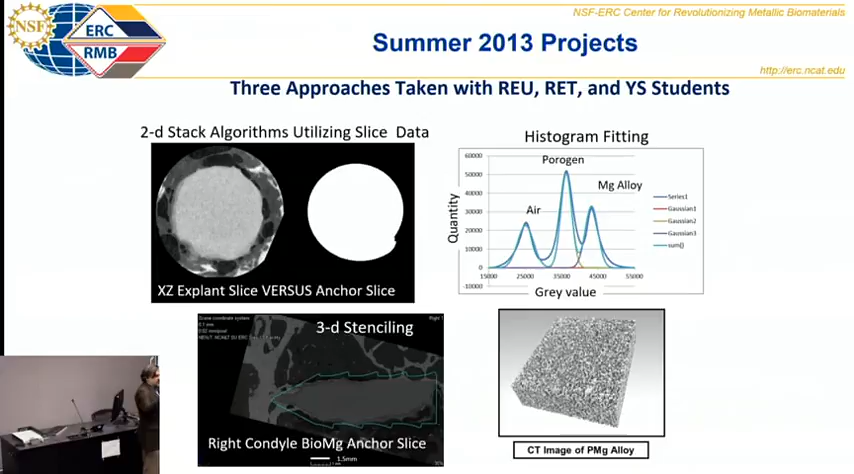 NSF-ERC Center for Revolutionizing Metallic Biomaterials
NSF
ERC
RMB
Summer 2013 Projects
http://erc.ncat.edu
Three Approaches Taken with REU, RET, and YS Students
2-d Stack Algorithms Utilizing Slice Data
XZ Explant Slice VERSUS Anchor Slice
Histogram Fitting
60000
50000
40000
30000
20000
10000
0
-10000
15000 25000 35000 45000 55000
Quantity
Grey value
Air
Porogen
Mg Alloy
Series1
Gaussian1
Gaussian2
Gaussian3
sum()
Right 1
3-d Stenciling
Right Condyle BioMg Anchor Slice
1.5mm
CT Image of PMg Alloy